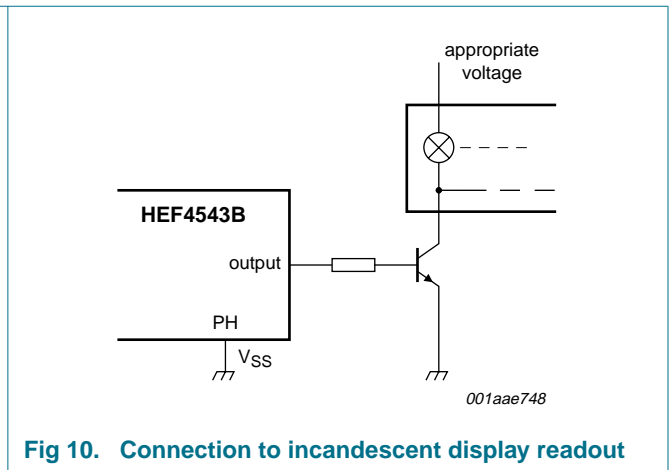 appropriate
voltage
HEF4543B
output
PH
VSS
001aae748
Fig 10. Connection to incandescent display readout